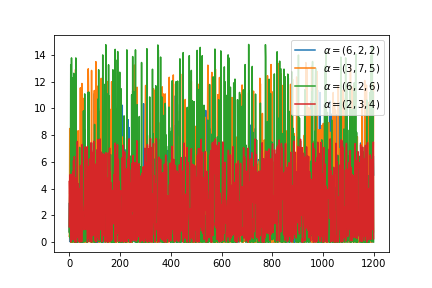 14
12
10
8
6
4
2
0
0 200 400 600 800 1000 1200
α = (6, 2, 2)
α = (3, 7, 5)
α = (6, 2, 6)
α = (2, 3, 4)